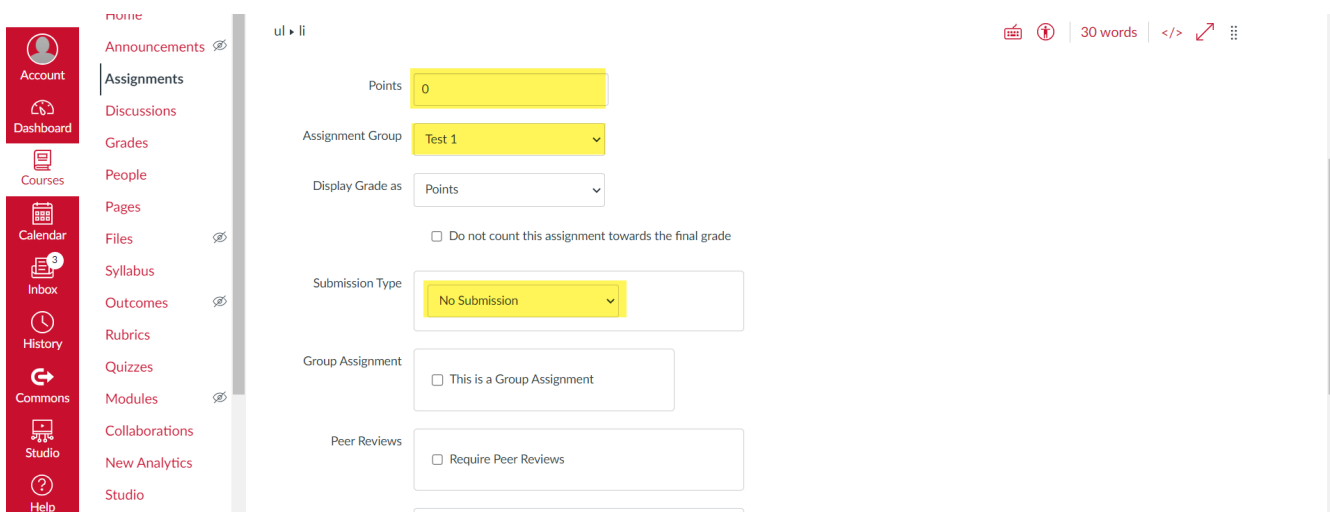 Account
Dashboard
Courses
Calendar
3
Inbox
History
Commons
Studio
Help
Home
Announcements
Assignments
Discussions
Grades
People
Pages
Files
Syllabus
Outcomes
Rubrics
Quizzes
Modules
Collaborations
New Analytics
Studio
ul ▸ li
30 words
</>
Points
0
Assignment Group
Test 1
Display Grade as
Points
Do not count this assignment towards the final grade
Submission Type
No Submission
Group Assignment
This is a Group Assignment
Peer Reviews
Require Peer Reviews